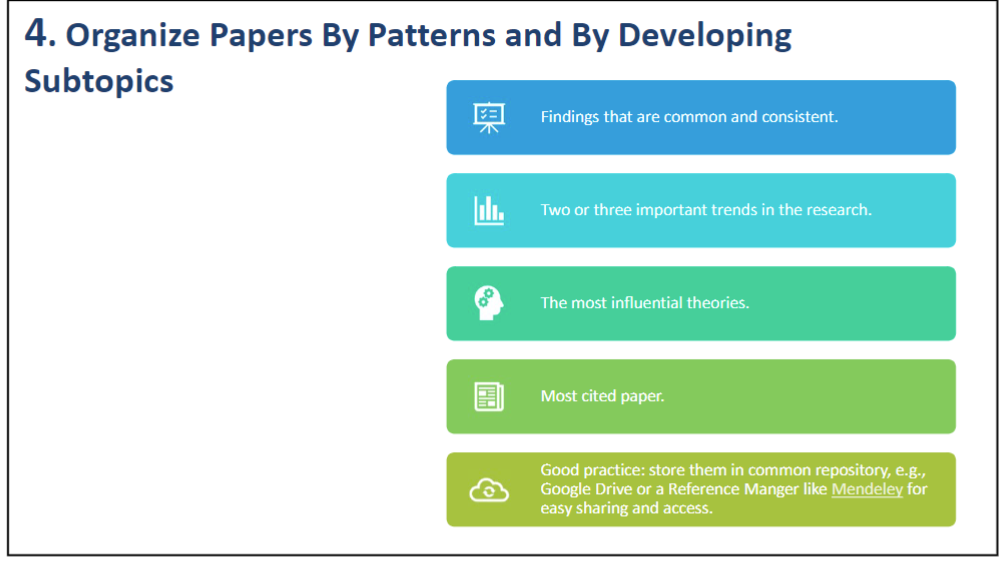 4. Organize Papers By Patterns and By Developing
Subtopics
Findings that are common and consistent.
Two or three important trends in the research.
The most influential theories.
Most cited paper.
Good practice: store them in common repository, e.g.,
Google Drive or a Reference Manger like Mendeley for
easy sharing and access.